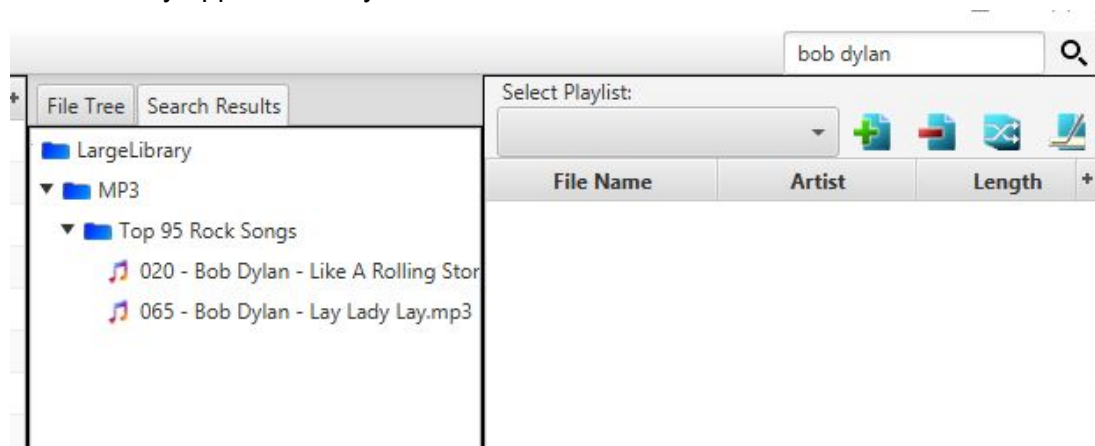 bob dylan
File Tree
Search Results
Select Playlist:
LargeLibrary
File Name
Artist
Length
MP3
Top 95 Rock Songs
020 - Bob Dylan - Like A Rolling Stor
065 - Bob Dylan - Lay Lady Lay.mp3